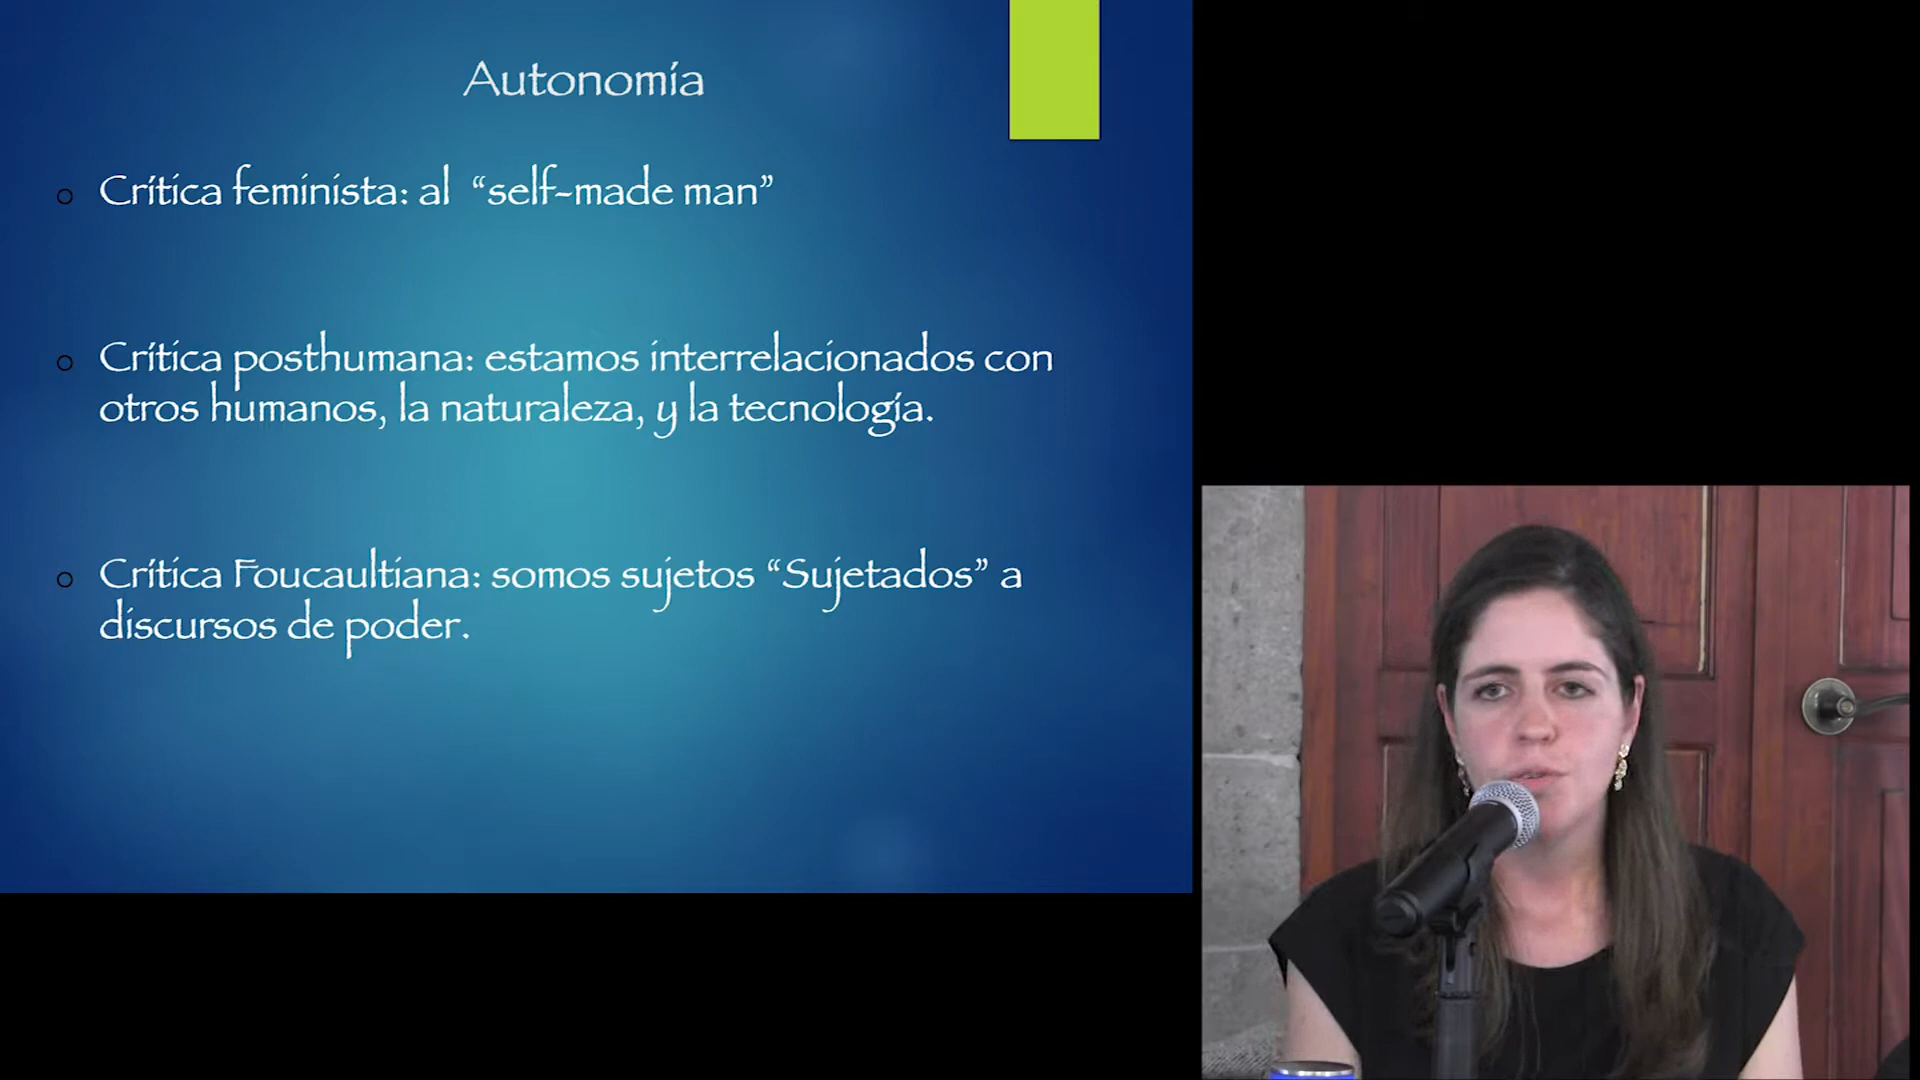 Autonomía
Crítica feminista: al “self-made man”
Crítica posthumana: estamos interrelacionados con
otros humanos, la naturaleza, y la tecnología.
Crítica Foucaultiana: somos sujetos “Sujetados” a
discursos de poder.